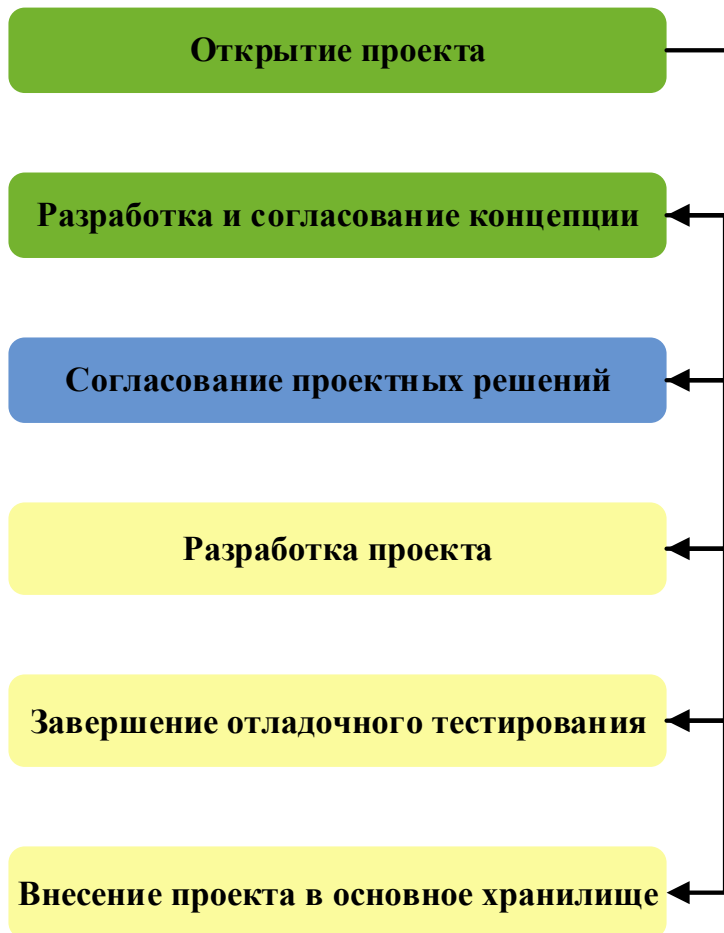 Открытие проекта
Разработка и согласование концепции
Согласование проектных решений
Разработка проекта
Завершение отладочного тестирования
Внесение проекта в основное хранилище